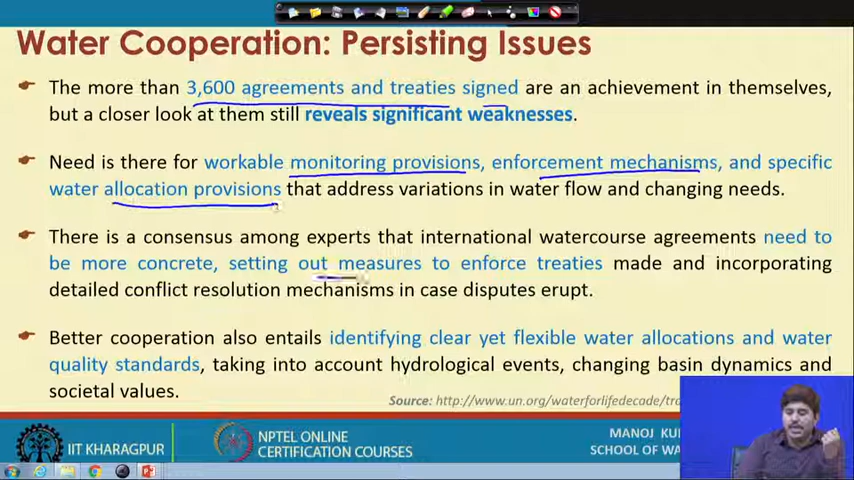 Water Cooperation: Persisting Issues
The more than 3,600 agreements and treaties signed are an achievement in themselves,
but a closer look at them still reveals significant weaknesses.
Need is there for workable monitoring provisions, enforcement mechanisms, and specific
water allocation provisions that address variations in water flow and changing needs.
There is a consensus among experts that international watercourse agreements need to
be more concrete, setting out measures to enforce treaties made and incorporating
detailed conflict resolution mechanisms in case disputes erupt.
Better cooperation also entails identifying clear yet flexible water allocations and water
quality standards, taking into account hydrological events, changing basin dynamics and
societal values.
Source: http://www.un.org/waterforlifedecade/tra
IIT KHARAGPUR
NPTEL ONLINE
CERTIFICATION COURSES
MANOJ KU
SCHOOL OF WA